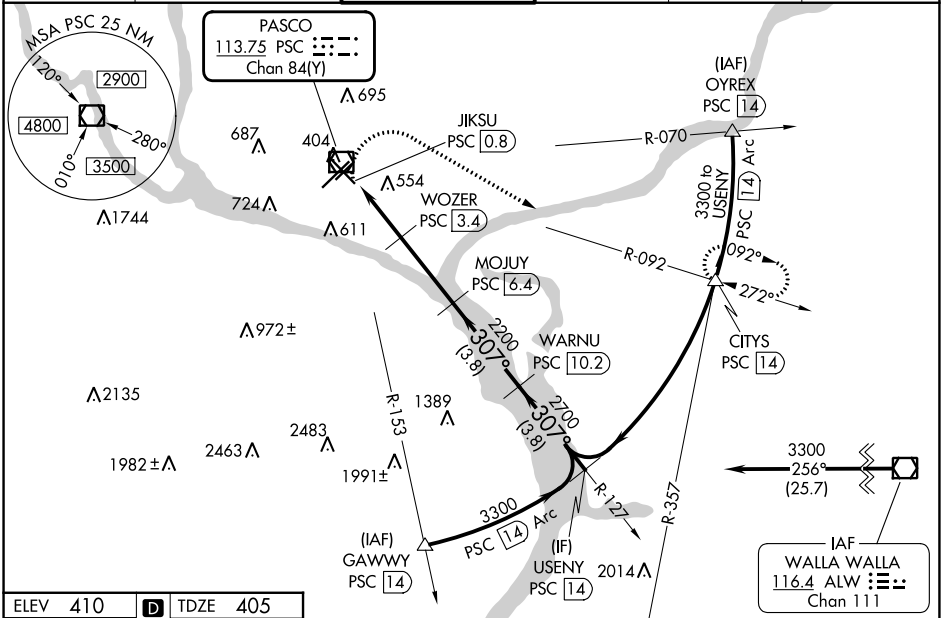 MSA PSC 25 NM
120°
2900
4800
280°
010°
3500
PASCO
113.75 PSC
Chan 84(Y)
695
687
404
JIKSU
PSC 0.8
554
724
611
1744
WOZER
PSC 3.4
MOJUY
PSC 6.4
(IAF)
OYREX
PSC 14
R-070
3300 to
USENY
PSC 14 Arc
R-092
092°
272°
CITYS
PSC 14
972±
2200
307°
(3.8)
WARNU
PSC 10.2
2135
R-153
1389
2700
307°
(3.8)
2483
2463
1982±
1991±
R-357
3300
256°
(25.7)
3300
PSC 14 Arc
R-127
(IAF)
GAWWY
PSC 14
(IF)
USENY
PSC 14
2014
IAF
WALLA WALLA
116.4 ALW
Chan 111
ELEV 410 D TDZE 405